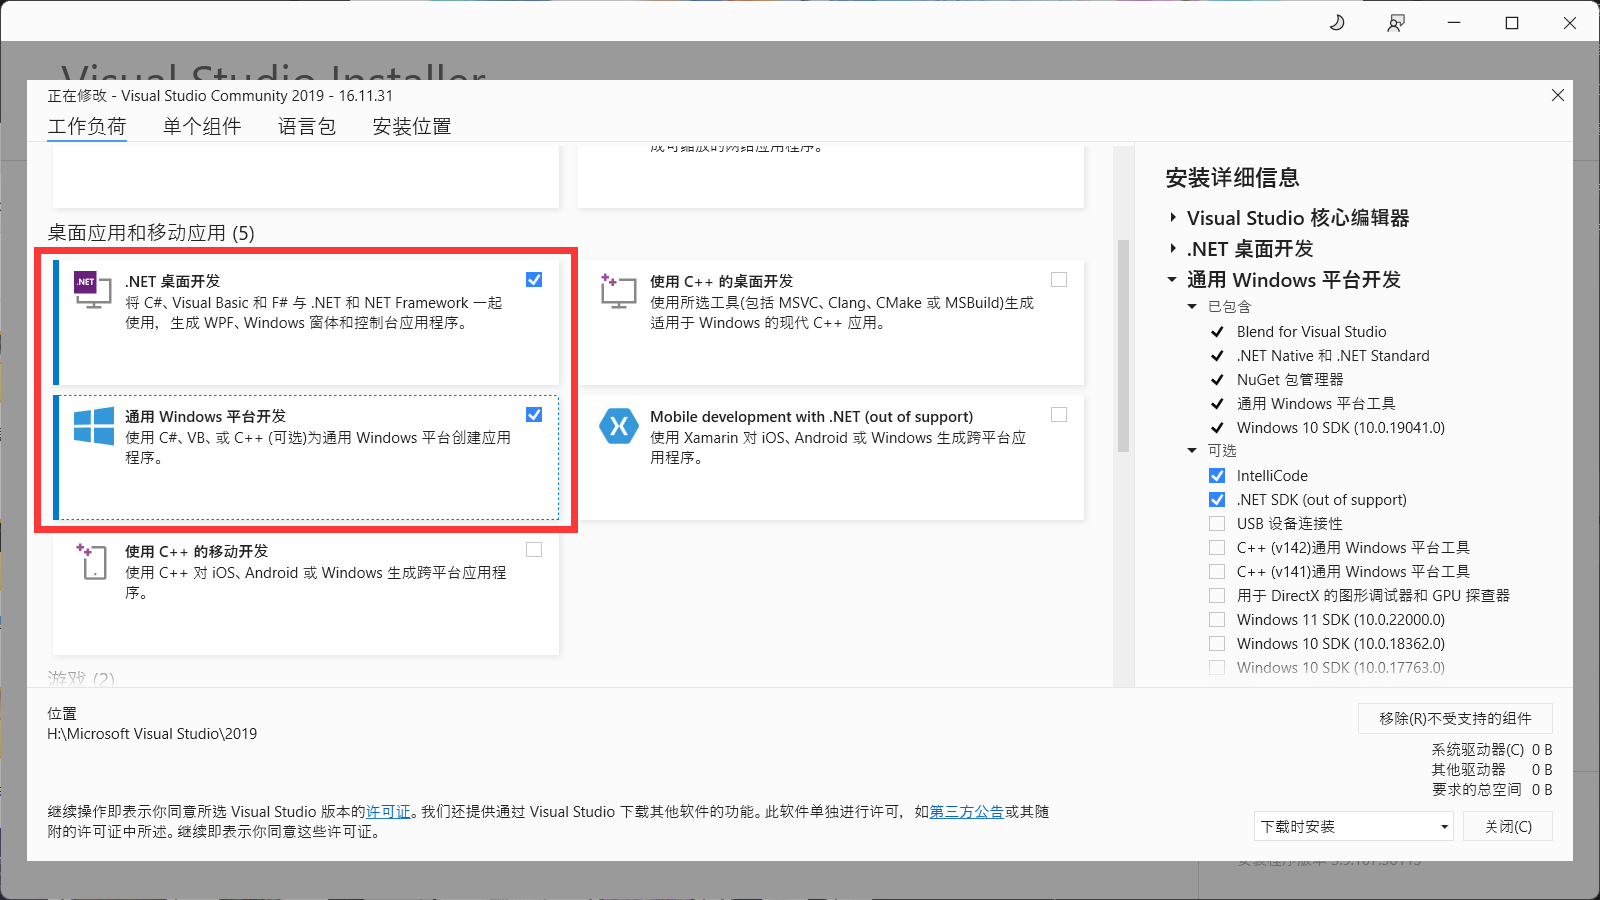 Visual Studio Installer
正在修改 - Visual Studio Community 2019 - 16.11.31
工作负荷 单个组件 语言包 安装位置
成可缩放的网络应用程序。
桌面应用和移动应用 (5)
.NET
.NET 桌面开发
将 C#、Visual Basic 和 F# 与 .NET 和 NET Framework 一起
使用，生成 WPF、Windows 窗体和控制台应用程序。
使用 C++ 的桌面开发
使用所选工具(包括 MSVC、Clang、CMake 或 MSBuild)生成
适用于 Windows 的现代 C++ 应用。
通用 Windows 平台开发
使用 C#、VB、或 C++ (可选)为通用 Windows 平台创建应用
程序。
Mobile development with .NET (out of support)
使用 Xamarin 对 iOS、Android 或 Windows 生成跨平台应
用程序。
使用 C++ 的移动开发
使用 C++ 对 iOS、Android 或 Windows 生成跨平台应用程
序。
游戏 (2)
安装详细信息
Visual Studio 核心编辑器
.NET 桌面开发
通用 Windows 平台开发
已包含
Blend for Visual Studio
.NET Native 和 .NET Standard
NuGet 包管理器
通用 Windows 平台工具
Windows 10 SDK (10.0.19041.0)
可选
IntelliCode
.NET SDK (out of support)
USB 设备连接性
C++ (v142)通用 Windows 平台工具
C++ (v141)通用 Windows 平台工具
用于 DirectX 的图形调试器和 GPU 探查器
Windows 11 SDK (10.0.22000.0)
Windows 10 SDK (10.0.18362.0)
Windows 10 SDK (10.0.17763.0)
位置
H:\Microsoft Visual Studio\2019
移除(R)不受支持的组件
系统驱动器(C) 0 B
其他驱动器 0 B
要求的总空间 0 B
继续操作即表示你同意所选 Visual Studio 版本的许可证。我们还提供通过 Visual Studio 下载其他软件的功能。此软件单独进行许可，如第三方公告或其随
附的许可证中所述。继续即表示你同意这些许可证。
下载时安装
关闭(C)